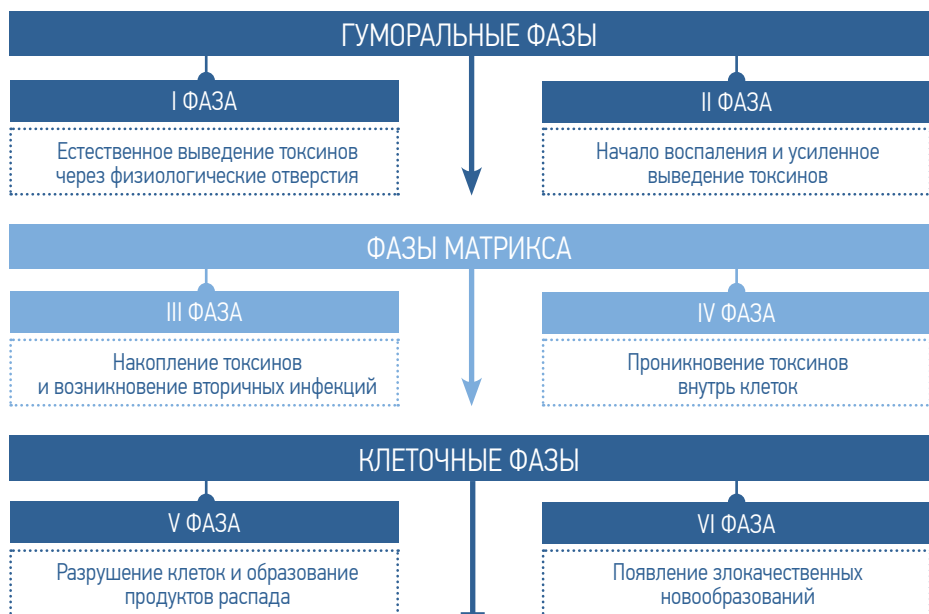 ГУМОРАЛЬНЫЕ ФАЗЫ
I ФАЗА
Естественное выведение токсинов
через физиологические отверстия
II ФАЗА
Начало воспаления и усиленное
выведение токсинов
ФАЗЫ МАТРИКСА
III ФАЗА
Накопление токсинов
и возникновение вторичных инфекций
IV ФАЗА
Проникновение токсинов
внутрь клеток
КЛЕТОЧНЫЕ ФАЗЫ
V ФАЗА
Разрушение клеток и образование
продуктов распада
VI ФАЗА
Появление злокачественных
новообразований